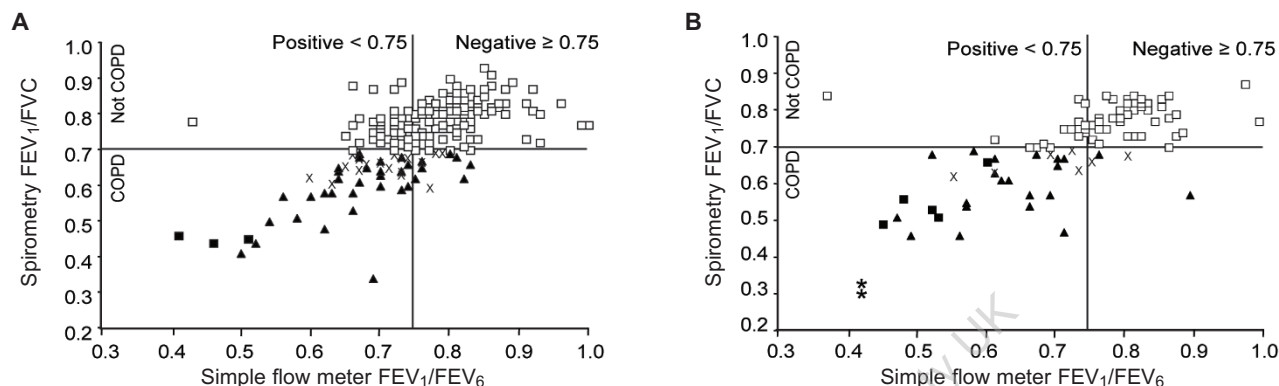 A
Positive < 0.75
Negative ≥ 0.75
Not COPD
COPD
Spirometry FEV₁/FVC
1.0
0.9
0.8
0.7
0.6
0.5
0.4
0.3
0.2
0.3
0.4
0.5
0.6
0.7
0.8
0.9
1.0
Simple flow meter FEV₁/FEV₆
B
Positive < 0.75
Negative ≥ 0.75
Not COPD
COPD
Spirometry FEV₁/FVC
1.0
0.9
0.8
0.7
0.6
0.5
0.4
0.3
0.2
0.3
0.4
0.5
0.6
0.7
0.8
0.9
1.0
Simple flow meter FEV₁/FEV₆
UK